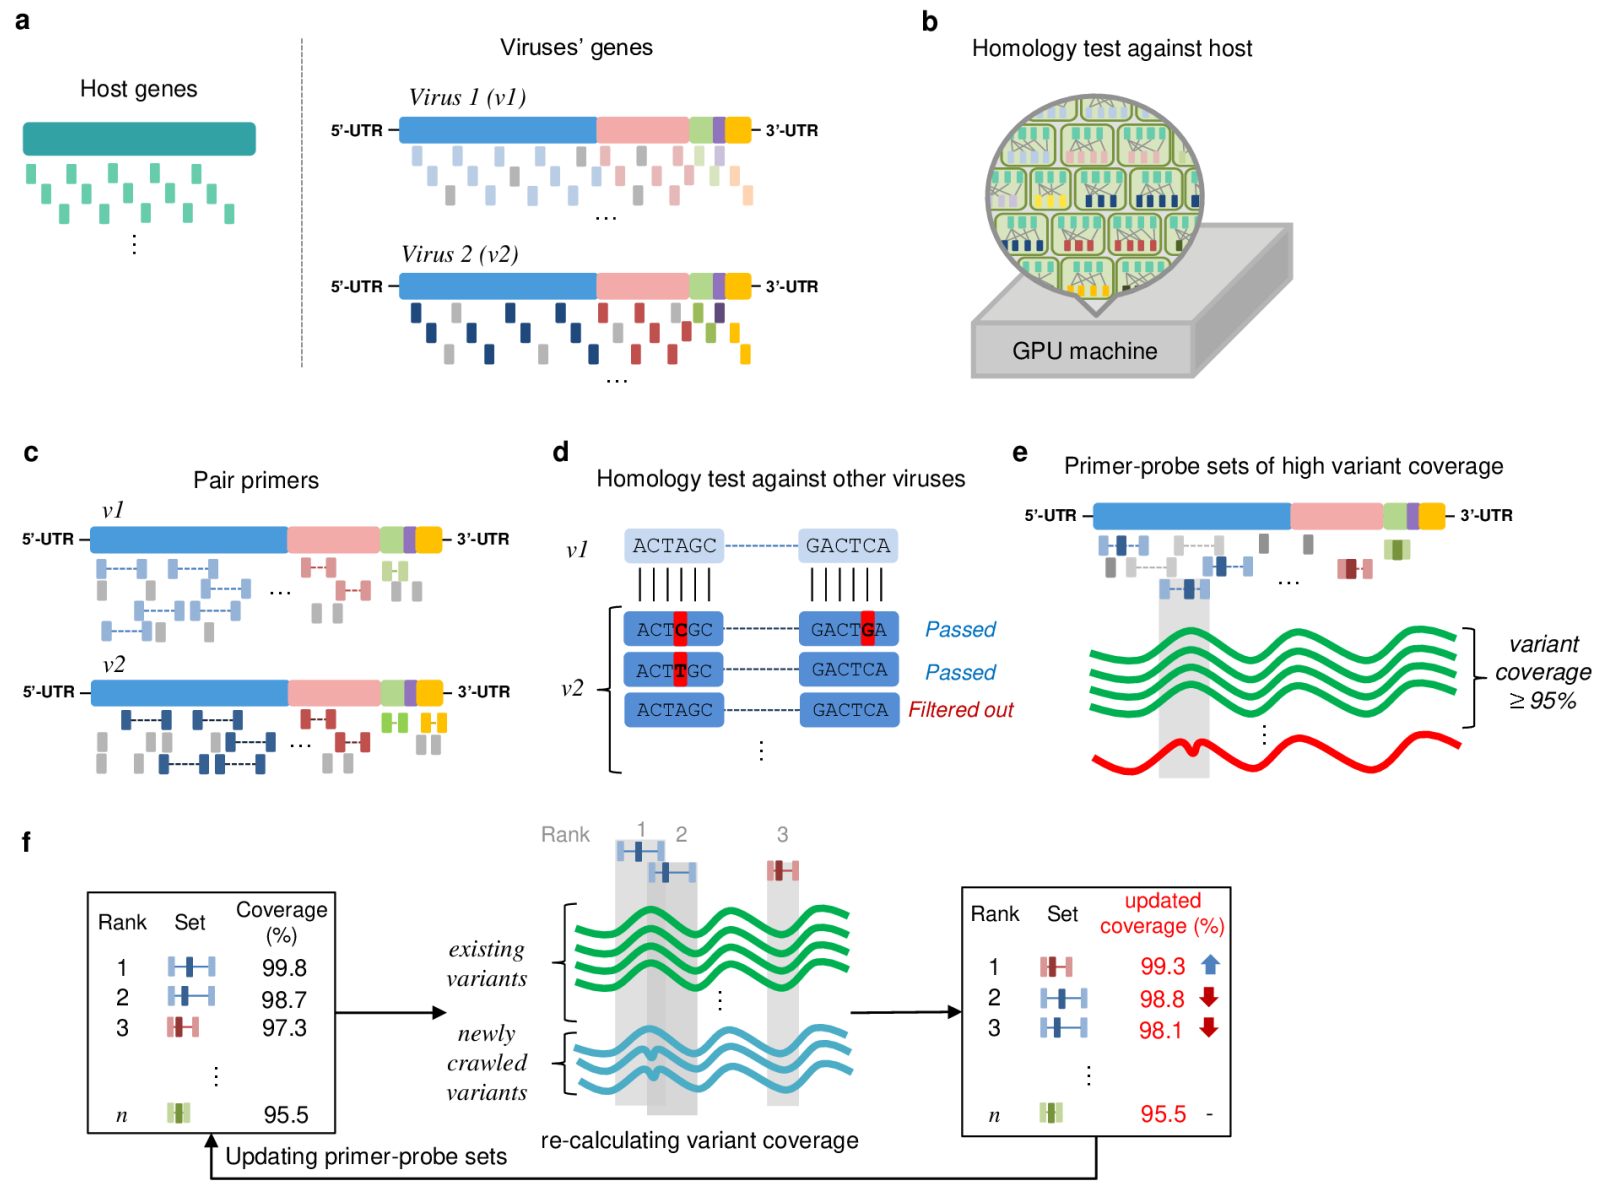 a
Host genes
Viruses’ genes
Virus 1 (v1)
5’-UTR
3’-UTR
...
Virus 2 (v2)
5’-UTR
3’-UTR
...
b
Homology test against host
GPU machine
c
Pair primers
v1
5’-UTR
3’-UTR
...
v2
5’-UTR
3’-UTR
...
d
Homology test against other viruses
v1
ACTAGC
GACTCA
v2
ACTCGC
GACTGA
Passed
ACTTGC
GACTCA
Passed
ACTAGC
GACTCA
Filtered out
e
Primer-probe sets of high variant coverage
5’-UTR
3’-UTR
...
variant
coverage
≥ 95%
f
Rank Set Coverage
(%)
1 99.8
2 98.7
3 97.3
n 95.5
Rank 1 2 3
existing
variants
newly
crawled
variants
re-calculating variant coverage
Rank Set updated
coverage (%)
1 99.3
2 98.8
3 98.1
n 95.5 -
Updating primer-probe sets